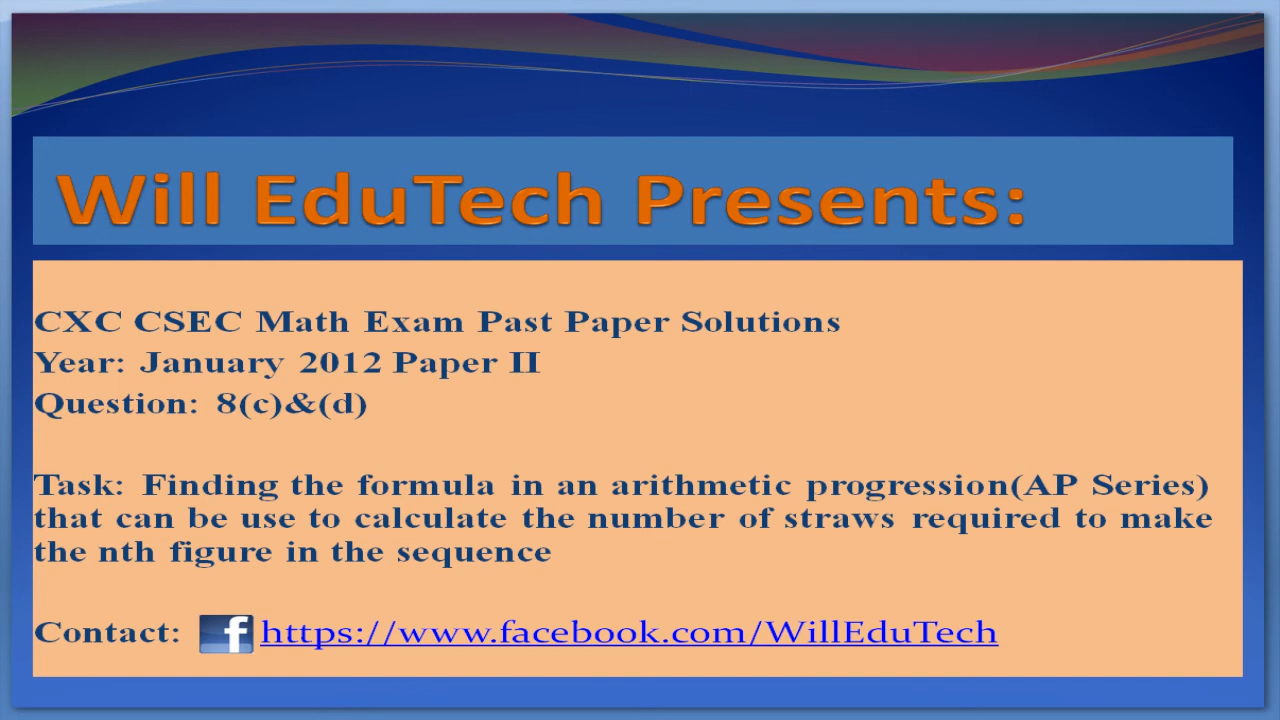 Will EduTech Presents:
CXC CSEC Math Exam Past Paper Solutions
Year: January 2012 Paper II
Question: 8(c)&(d)
Task: Finding the formula in an arithmetic progression(AP Series)
that can be use to calculate the number of straws required to make
the nth figure in the sequence
Contact: f https://www.facebook.com/WillEduTech